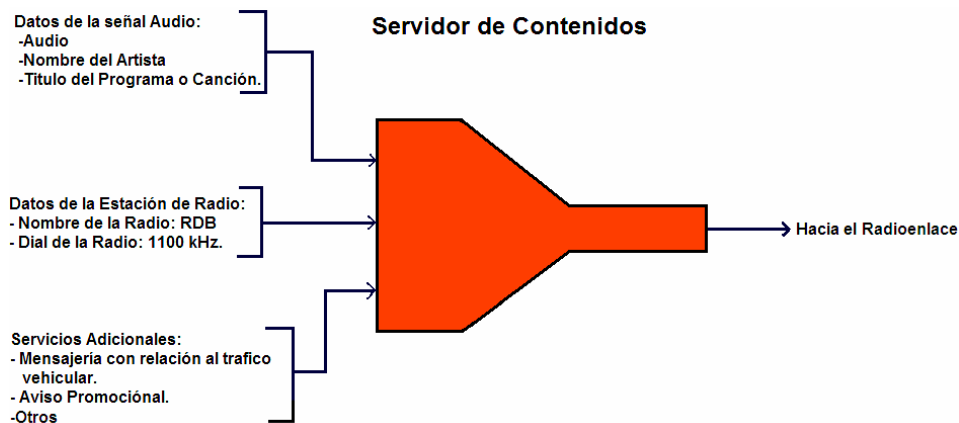 Servidor de Contenidos
Datos de la señal Audio:
-Audio
-Nombre del Artista
-Titulo del Programa o Canción.
Datos de la Estación de Radio:
- Nombre de la Radio: RDB
- Dial de la Radio: 1100 kHz.
Hacia el Radioenlace
Servicios Adicionales:
- Mensajería con relación al trafico
vehicular.
- Aviso Promociónal.
-Otros